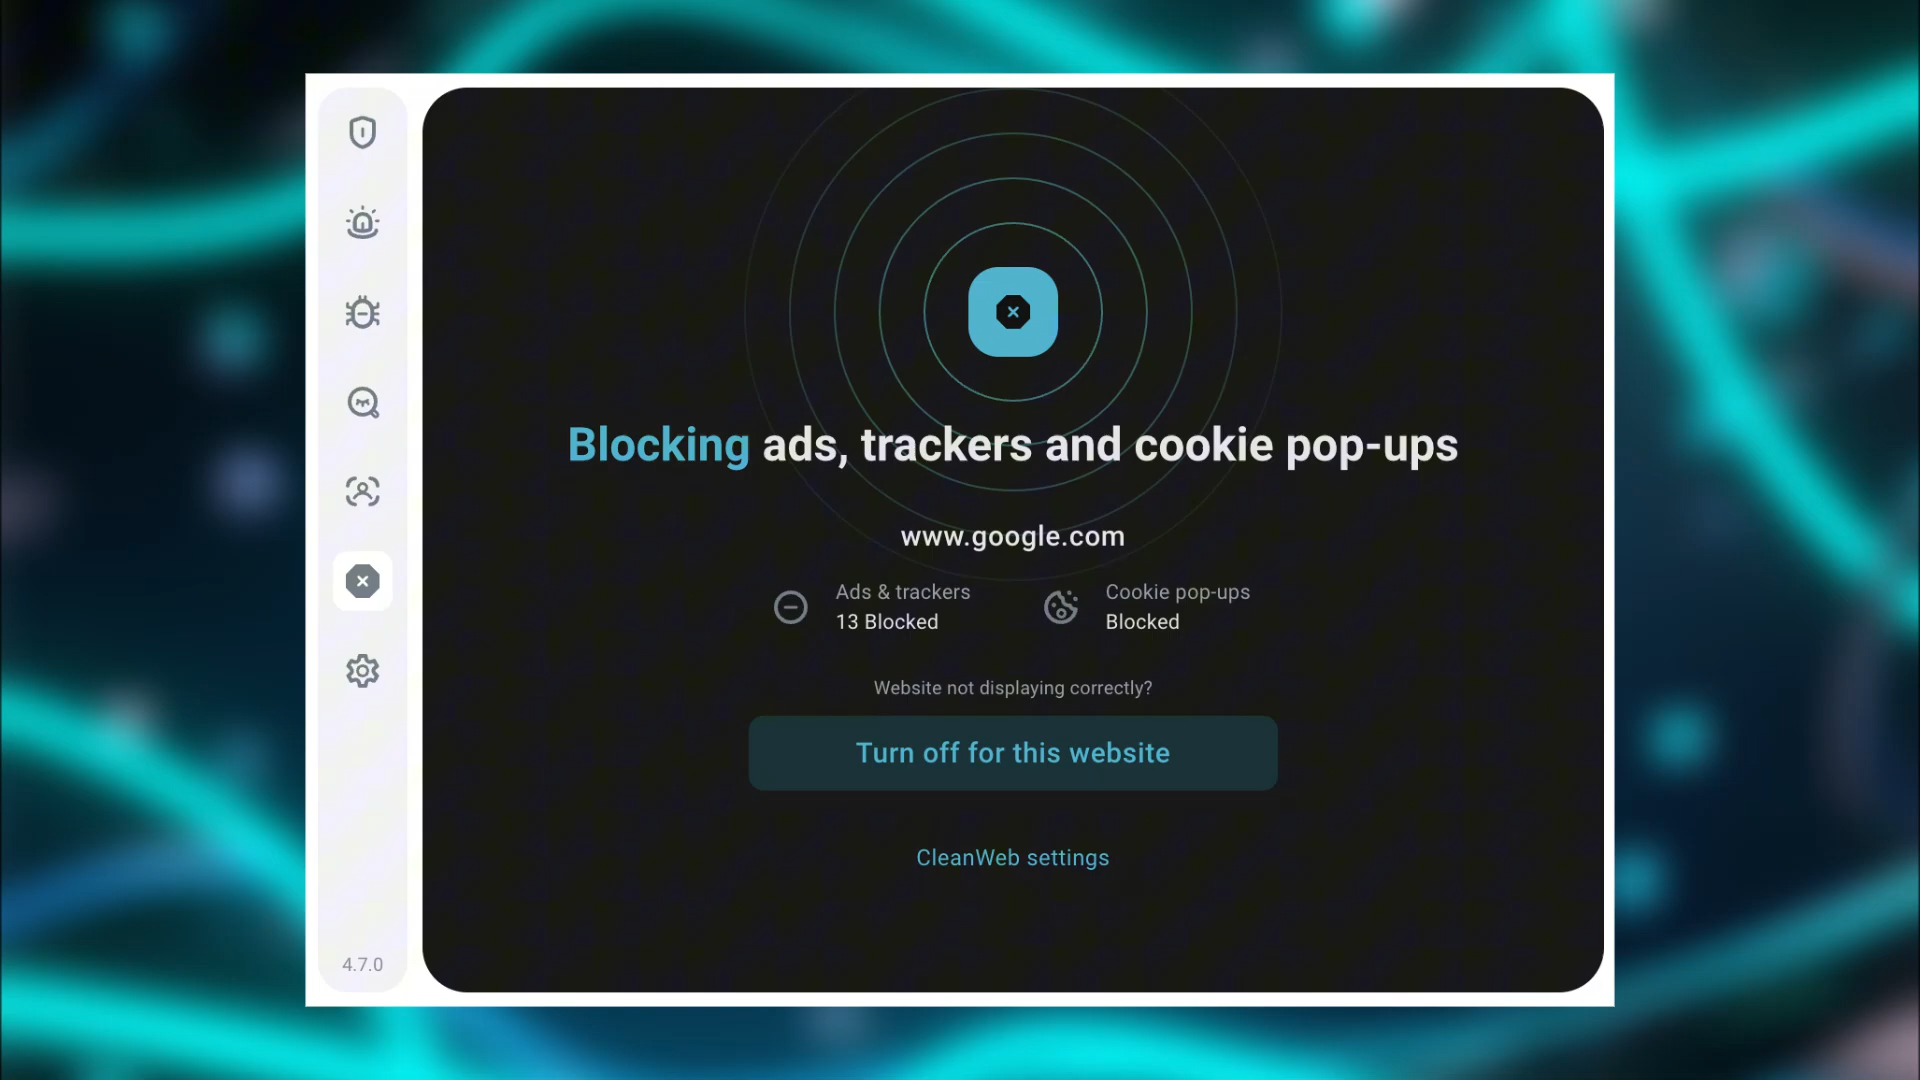 Blocking ads, trackers and cookie pop-ups
www.google.com
Ads & trackers
13 Blocked
Cookie pop-ups
Blocked
Website not displaying correctly?
Turn off for this website
CleanWeb settings
4.7.0